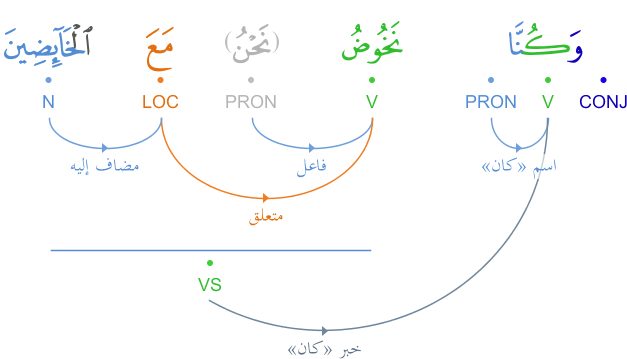 وَكُنَّا نَخُوضُ (نَحْنُ) مَعَ ٱلْخَآئِضِينَ
CONJ V PRON V PRON LOC N
اسم «كان» فاعل مضاف إليه
متعلق
VS
خبر «كان»